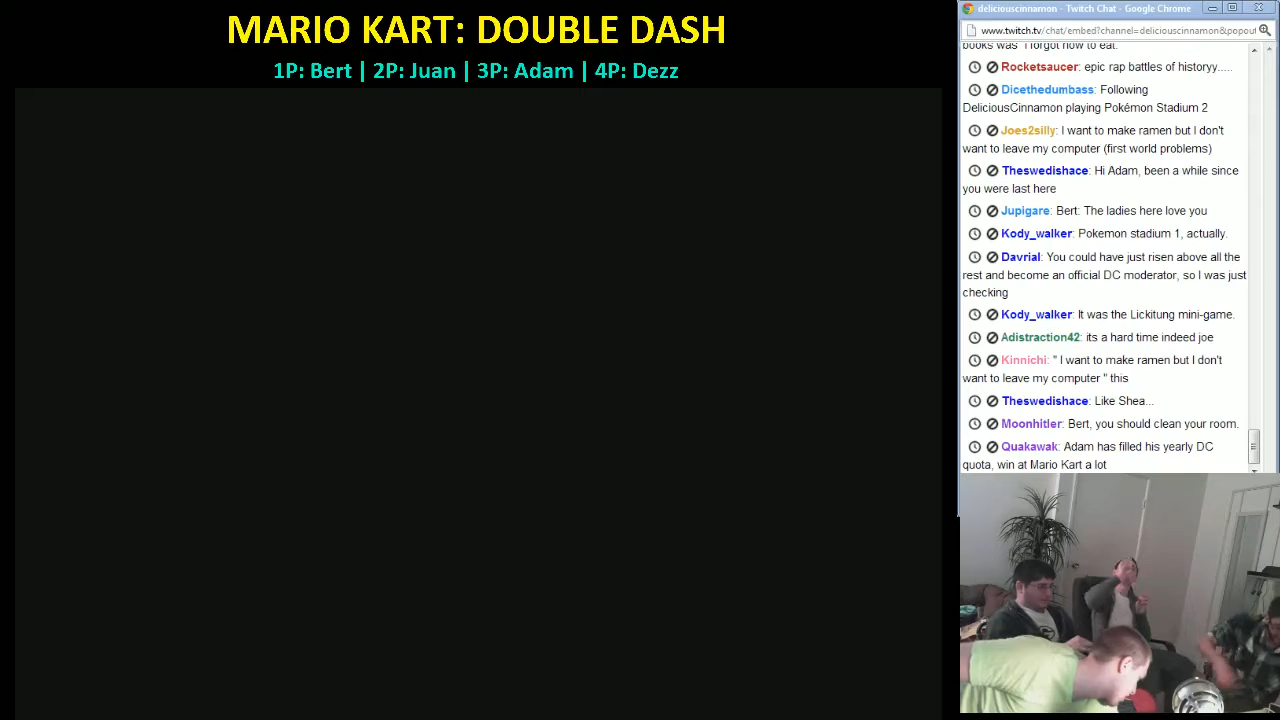 MARIO KART: DOUBLE DASH
1P: Bert | 2P: Juan | 3P: Adam | 4P: Dezz
deliciouscinnamon - Twitch Chat - Google Chrome
www.twitch.tv/chat/embed?channel=deliciouscinnamon&popout
books was "I forgot how to eat."
Rocketsaucer: epic rap battles of historyy.....
Dicethedumbass: Following
DeliciousCinnamon playing Pokémon Stadium 2
Joes2silly: I want to make ramen but I don't
want to leave my computer (first world problems)
Theswedishace: Hi Adam, been a while since
you were last here
Jupigare: Bert: The ladies here love you
Kody_walker: Pokemon stadium 1, actually.
Davrial: You could have just risen above all the
rest and become an official DC moderator, so I was just
checking
Kody_walker: It was the Lickitung mini-game.
Adistraction42: its a hard time indeed joe
Kinnichi: " I want to make ramen but I don't
want to leave my computer " this
Theswedishace: Like Shea...
Moonhitler: Bert, you should clean your room.
Quakawak: Adam has filled his yearly DC
quota, win at Mario Kart a lot